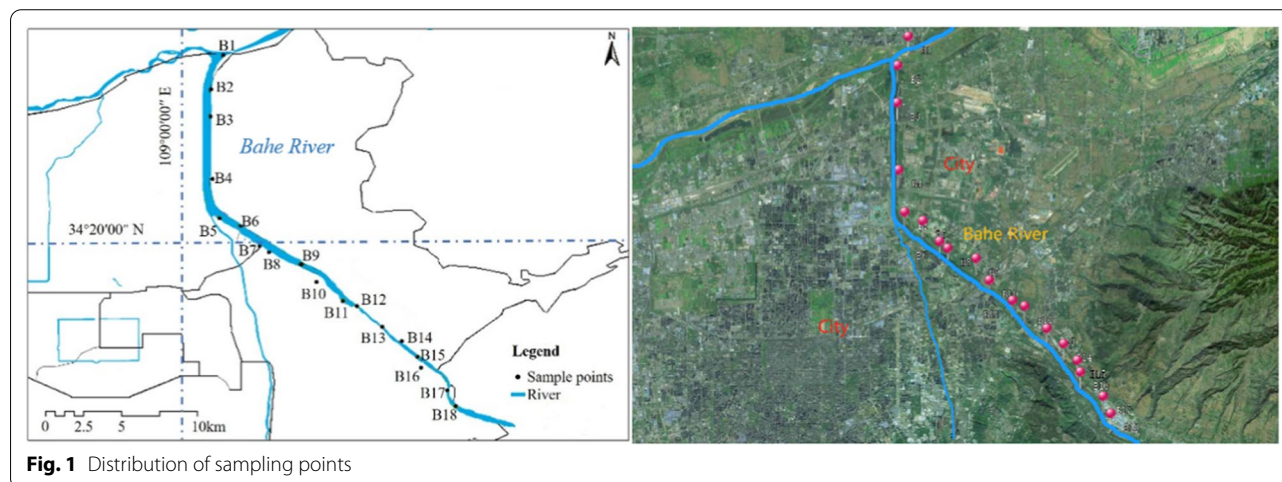 B1
N
B2
109°00'00" E
B3
Bahe River
B4
34°20'00" N
B5
B6
B7
B8
B9
B10
B11
B12
B13
B14
B15
B16
B17
B18
Legend
Sample points
River
0 2.5 5 10km
City
Bahe River
City
Fig. 1 Distribution of sampling points